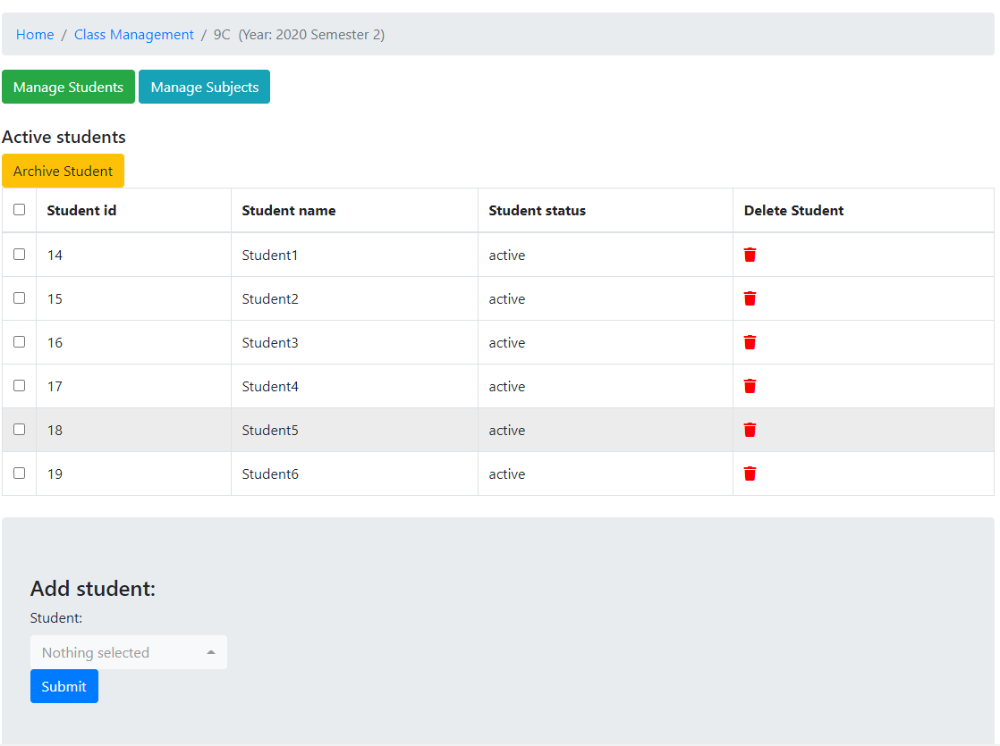 Home / Class Management / 9C (Year: 2020 Semester 2)
Manage Students Manage Subjects
Active students
Archive Student
Student id Student name Student status Delete Student
14 Student1 active
15 Student2 active
16 Student3 active
17 Student4 active
18 Student5 active
19 Student6 active
Add student:
Student:
Nothing selected
Submit